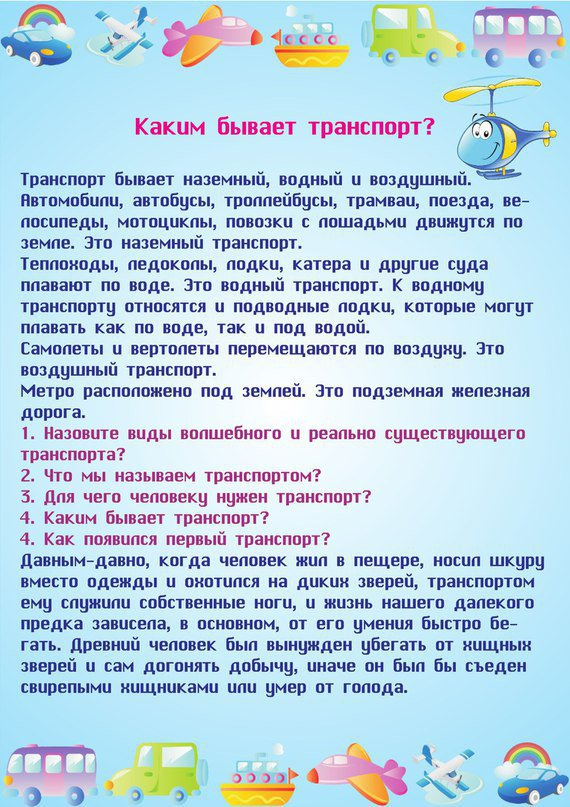 Каким бывает транспорт?
Транспорт бывает наземный, водный и воздушный.
Автомобили, автобусы, троллейбусы, трамваи, поезда, ве-
лосипеды, мотоциклы, повозки с лошадьми движутся по
земле. Это наземный транспорт.
Теплоходы, ледоколы, лодки, катера и другие суда
плавают по воде. Это водный транспорт. К водному
транспорту относятся и подводные лодки, которые могут
плавать как по воде, так и под водой.
Самолеты и вертолеты перемещаются по воздуху. Это
воздушный транспорт.
Метро расположено под землей. Это подземная железная
дорога.
1. Назовите виды волшебного и реально существующего
транспорта?
2. Что мы называем транспортом?
3. Для чего человеку нужен транспорт?
4. Каким бывает транспорт?
4. Как появился первый транспорт?
Давным-давно, когда человек жил в пещере, носил шкуру
вместо одежды и охотился на диких зверей, транспортом
ему служили собственные ноги, и жизнь нашего далекого
предка зависела, в основном, от его умения быстро бе-
гать. Древний человек был вынужден убегать от хищных
зверей и сам догонять добычу, иначе он был бы съеден
свирепыми хищниками или умер от голода.